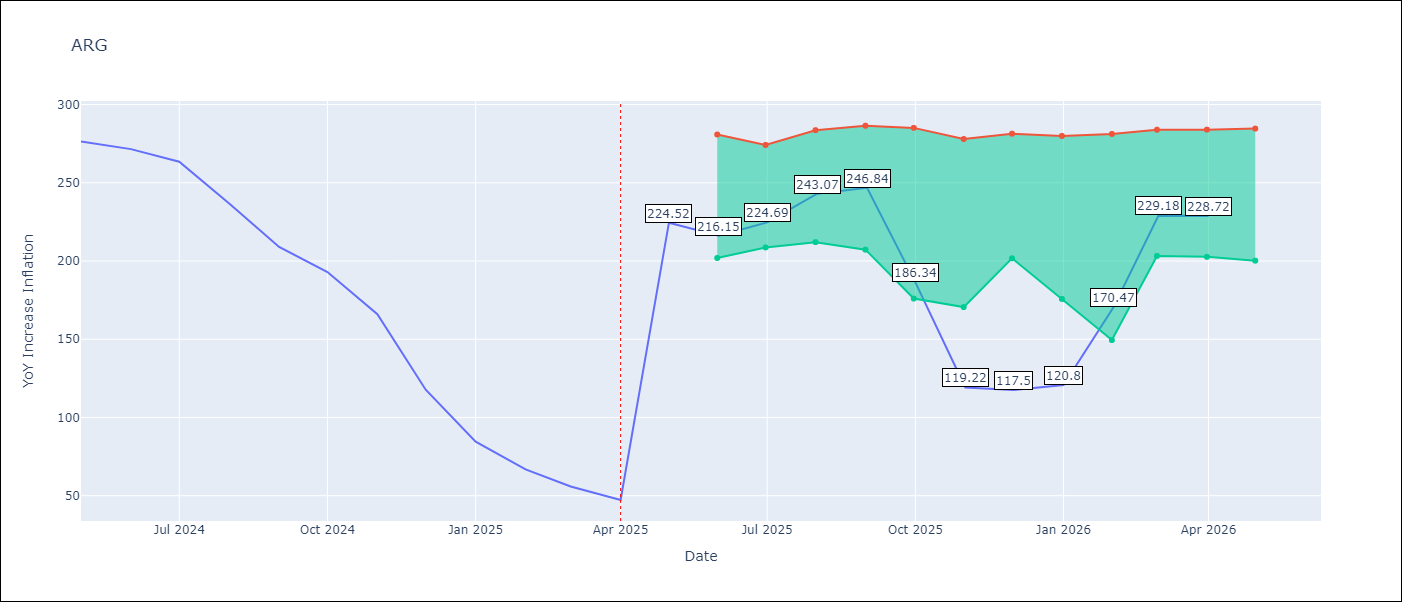 ARG
300
250
200
150
100
50
YoY Increase Inflation
224.52
216.15
224.69
243.07
246.84
186.34
119.22
117.5
120.8
170.47
229.18
228.72
Jul 2024
Oct 2024
Jan 2025
Apr 2025
Jul 2025
Oct 2025
Jan 2026
Apr 2026
Date